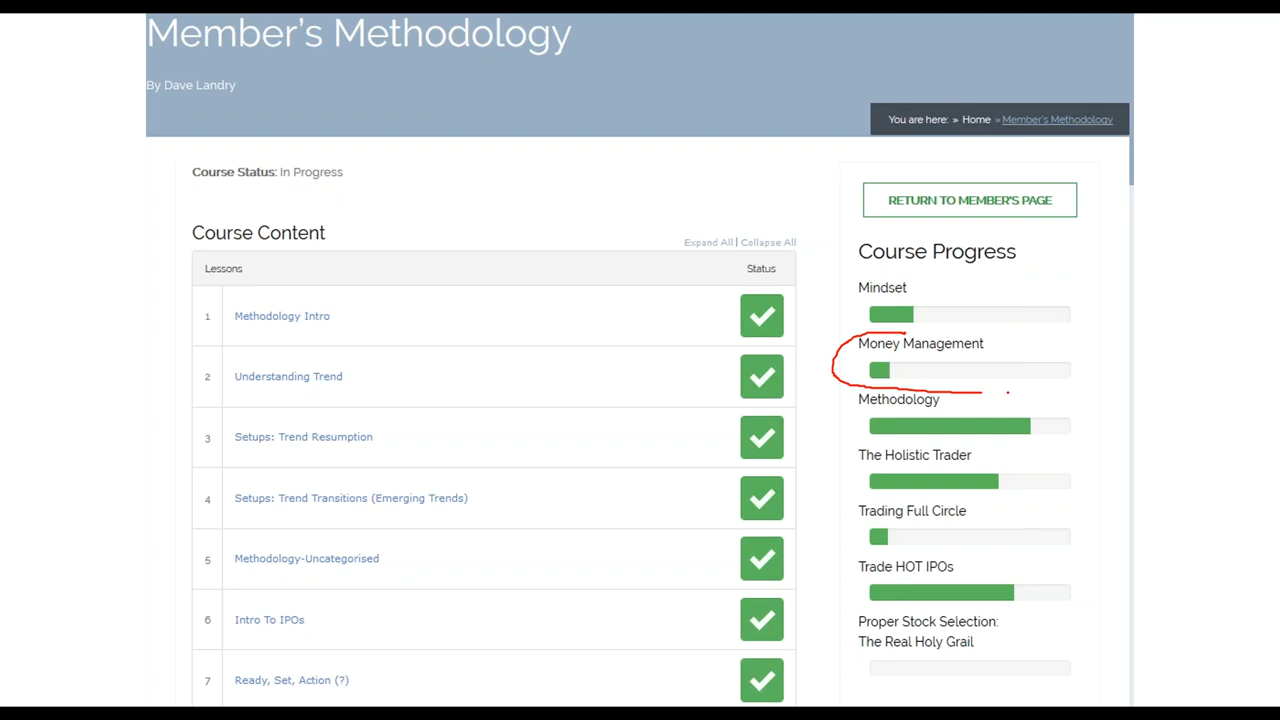 Member's Methodology
By Dave Landry
You are here: » Home » Member's Methodology
Course Status: In Progress
RETURN TO MEMBER'S PAGE
Course Content
Expand All | Collapse All
Lessons Status
1 Methodology Intro
2 Understanding Trend
3 Setups: Trend Resumption
4 Setups: Trend Transitions (Emerging Trends)
5 Methodology-Uncategorised
6 Intro To IPOs
7 Ready, Set, Action (?)
Course Progress
Mindset
Money Management
Methodology
The Holistic Trader
Trading Full Circle
Trade HOT IPOs
Proper Stock Selection:
The Real Holy Grail